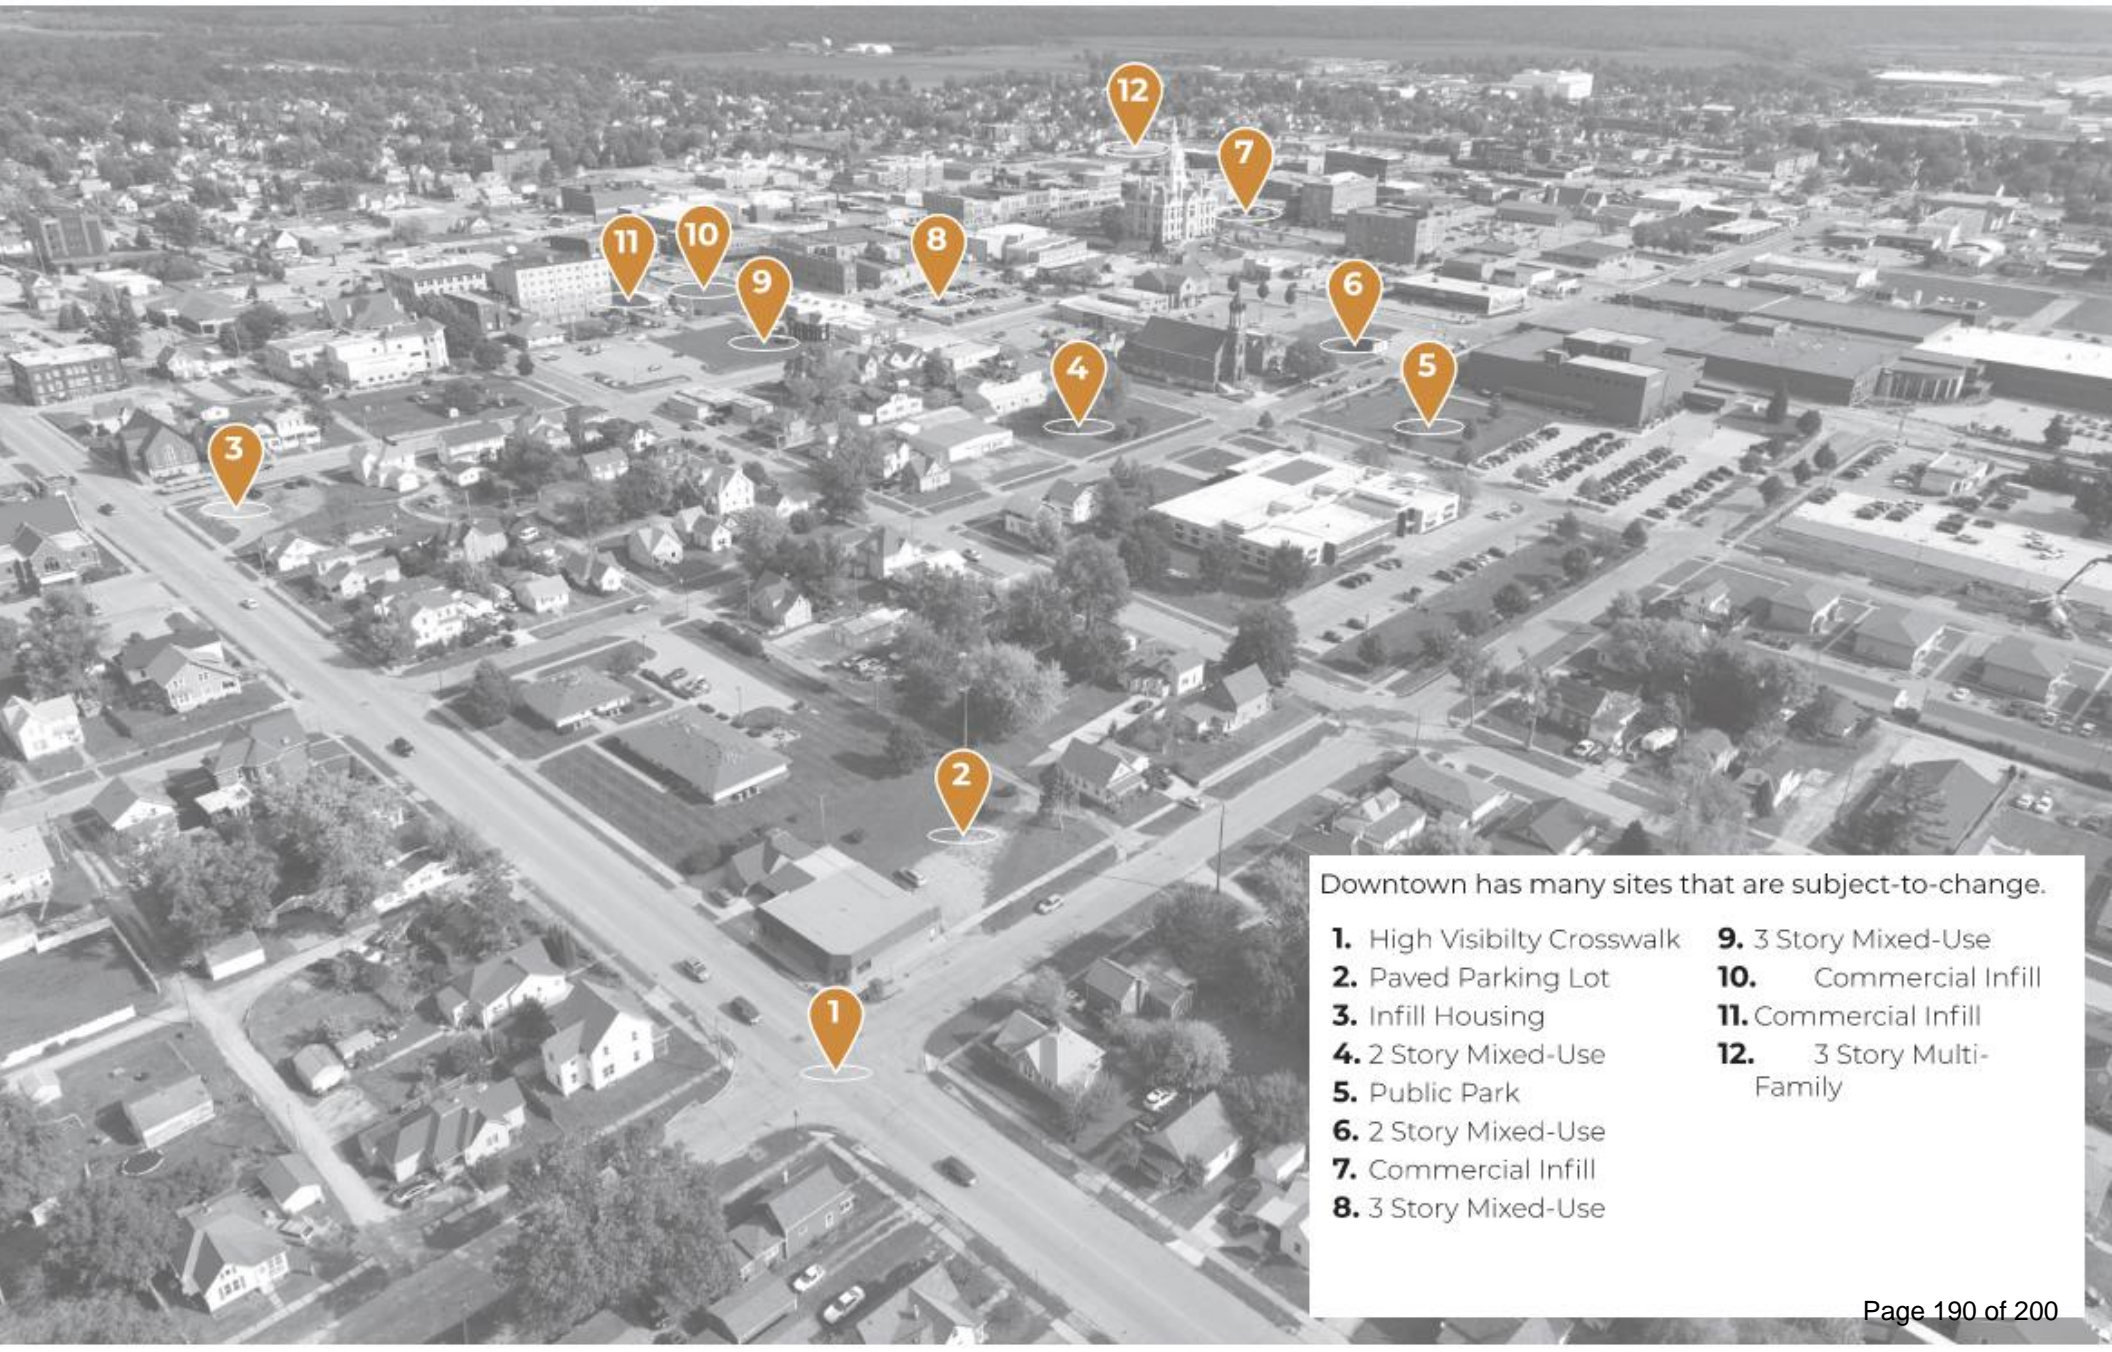 12
7
11
10
8
9
6
4
5
3
2
1
Downtown has many sites that are subject-to-change.
1. High Visibilty Crosswalk
2. Paved Parking Lot
3. Infill Housing
4. 2 Story Mixed-Use
5. Public Park
6. 2 Story Mixed-Use
7. Commercial Infill
8. 3 Story Mixed-Use
9. 3 Story Mixed-Use
10. Commercial Infill
11. Commercial Infill
12. 3 Story Multi-
Family
Page 190 of 200